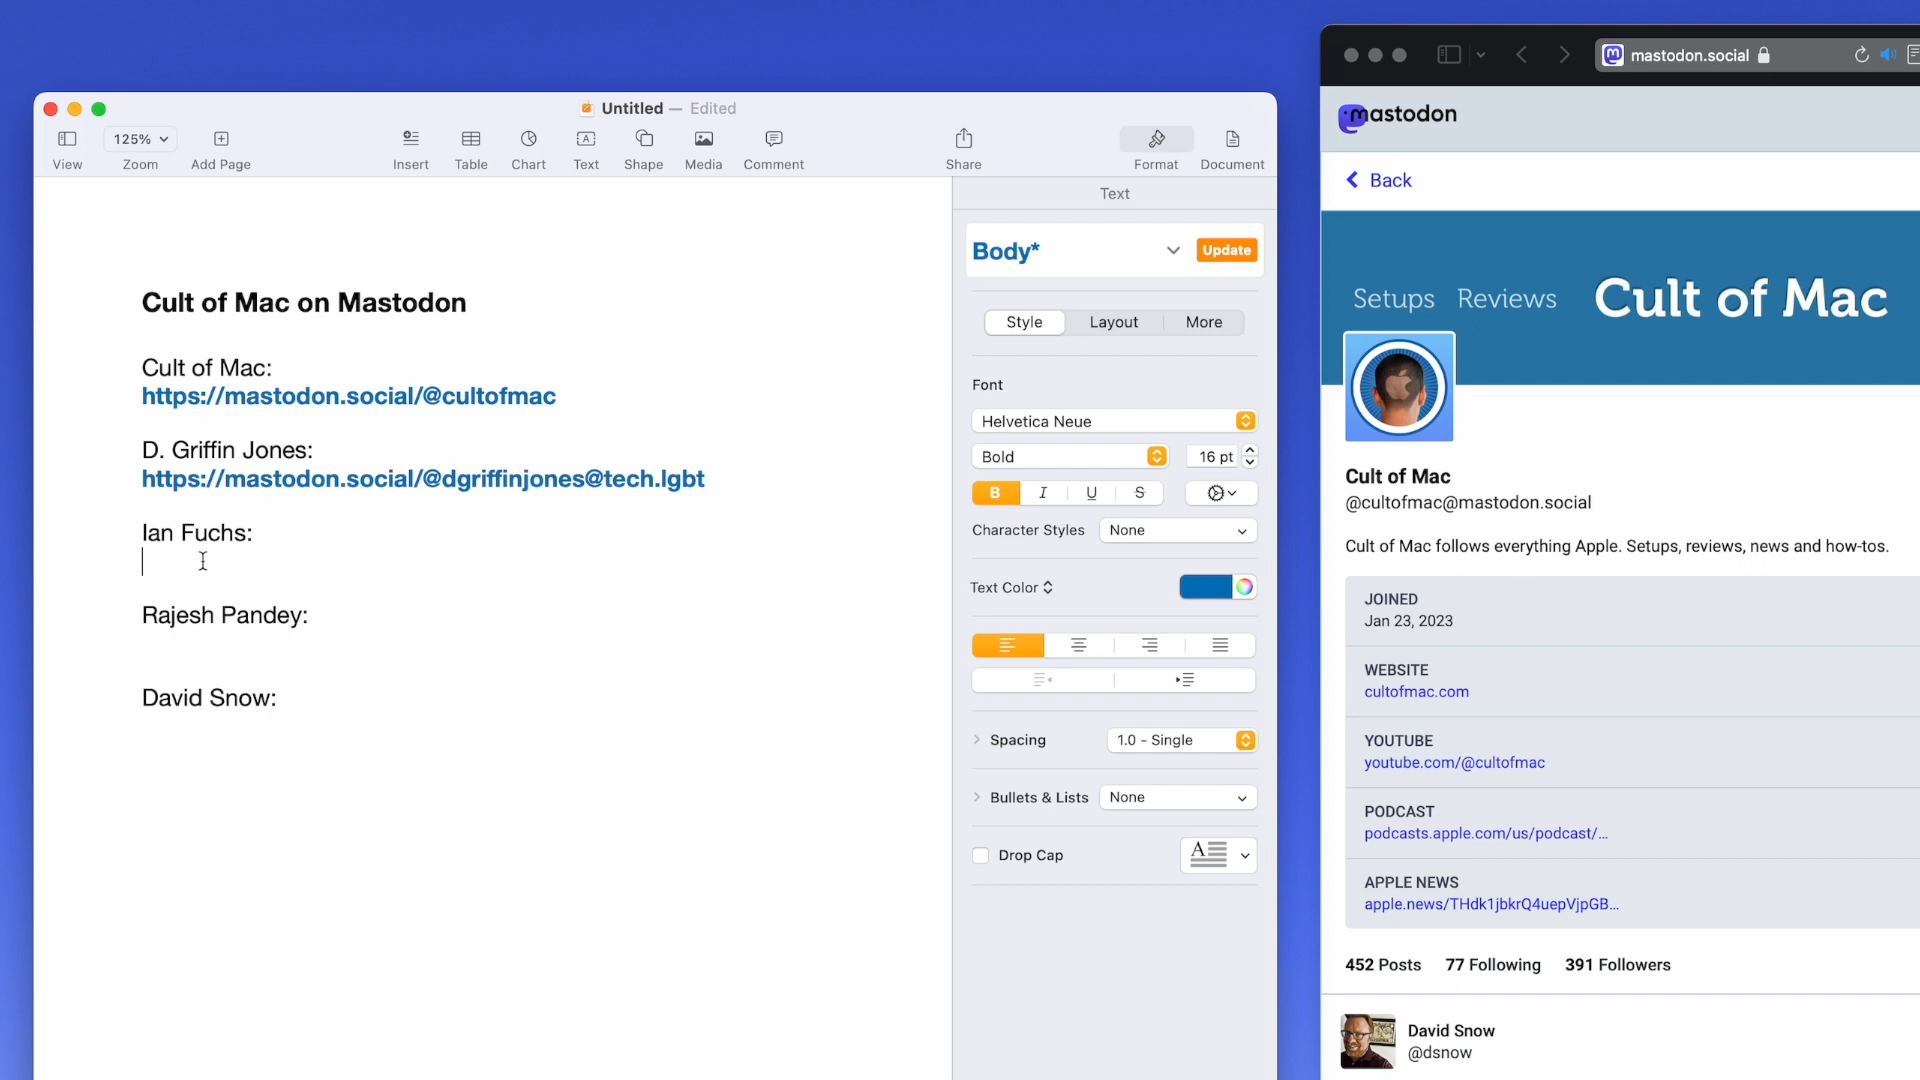 Untitled — Edited
125%
View
Zoom
Add Page
Insert
Table
Chart
Text
Shape
Media
Comment
Share
Format
Document
Cult of Mac on Mastodon
Cult of Mac:
https://mastodon.social/@cultofmac
D. Griffin Jones:
https://mastodon.social/@dgriffinjones@tech.lgbt
Ian Fuchs:
Rajesh Pandey:
David Snow:
Text
Body*
Update
Style
Layout
More
Font
Helvetica Neue
Bold
16 pt
B I U S
Character Styles None
Text Color
Spacing 1.0 - Single
Bullets & Lists None
Drop Cap
A
mastodon.social
mastodon
Back
Setups Reviews Cult of Mac
Cult of Mac
@cultofmac@mastodon.social
Cult of Mac follows everything Apple. Setups, reviews, news and how-tos.
JOINED
Jan 23, 2023
WEBSITE
cultofmac.com
YOUTUBE
youtube.com/@cultofmac
PODCAST
podcasts.apple.com/us/podcast/...
APPLE NEWS
apple.news/THdk1jbkrQ4uepVjpGB...
452 Posts 77 Following 391 Followers
David Snow
@dsnow